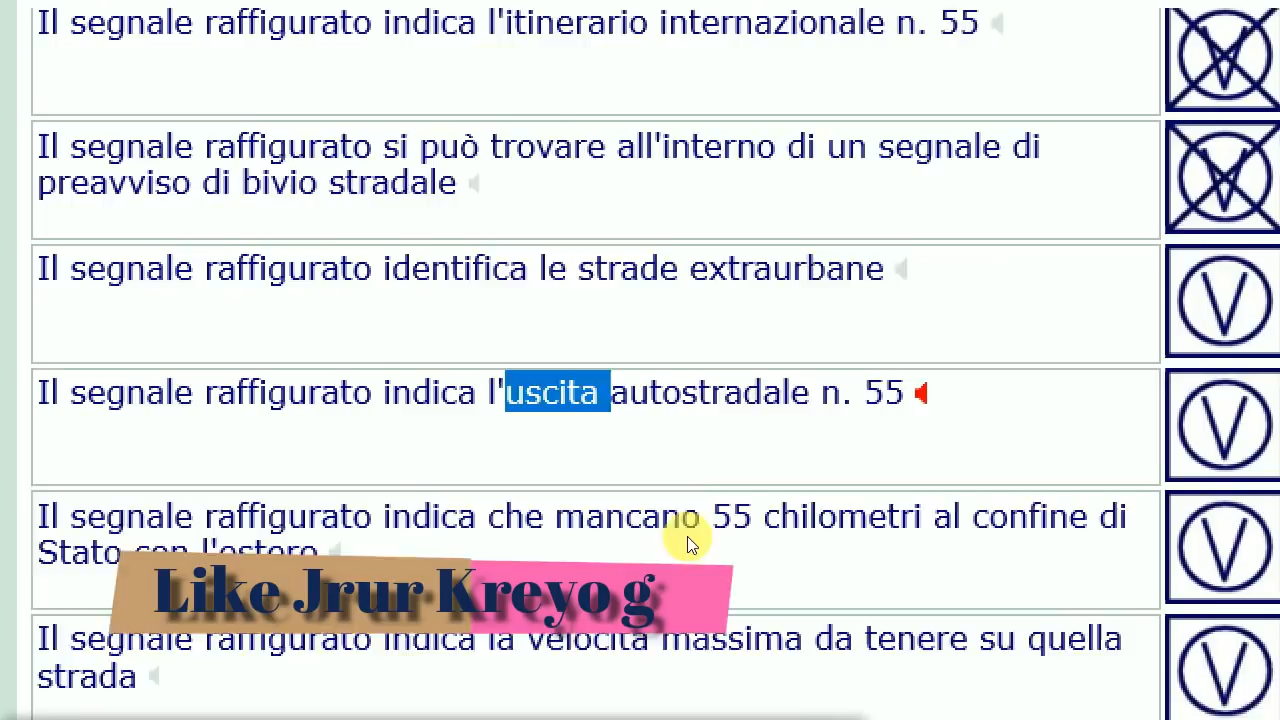 Il segnale raffigurato indica l'itinerario internazionale n. 55
V
Il segnale raffigurato si può trovare all'interno di un segnale di
preavviso di bivio stradale
V
Il segnale raffigurato identifica le strade extraurbane
V
Il segnale raffigurato indica l'uscita autostradale n. 55
V
Il segnale raffigurato indica che mancano 55 chilometri al confine di
Stato con l'estero
V
Like Jrur Kreyo g
Il segnale raffigurato indica la velocità massima da tenere su quella
strada
V